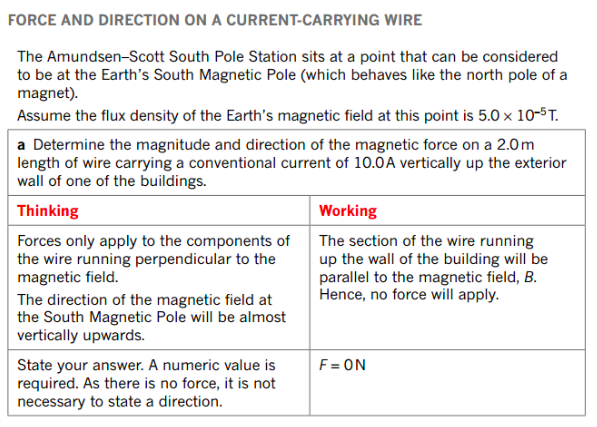 FORCE AND DIRECTION ON A CURRENT-CARRYING WIRE
The Amundsen–Scott South Pole Station sits at a point that can be considered
to be at the Earth's South Magnetic Pole (which behaves like the north pole of a
magnet).
Assume the flux density of the Earth's magnetic field at this point is 5.0 × 10⁻⁵T.
a Determine the magnitude and direction of the magnetic force on a 2.0m
length of wire carrying a conventional current of 10.0A vertically up the exterior
wall of one of the buildings.
Thinking
Working
Forces only apply to the components of
the wire running perpendicular to the
magnetic field.
The direction of the magnetic field at
the South Magnetic Pole will be almost
vertically upwards.
The section of the wire running
up the wall of the building will be
parallel to the magnetic field, B.
Hence, no force will apply.
State your answer. A numeric value is
required. As there is no force, it is not
necessary to state a direction.
F = 0N